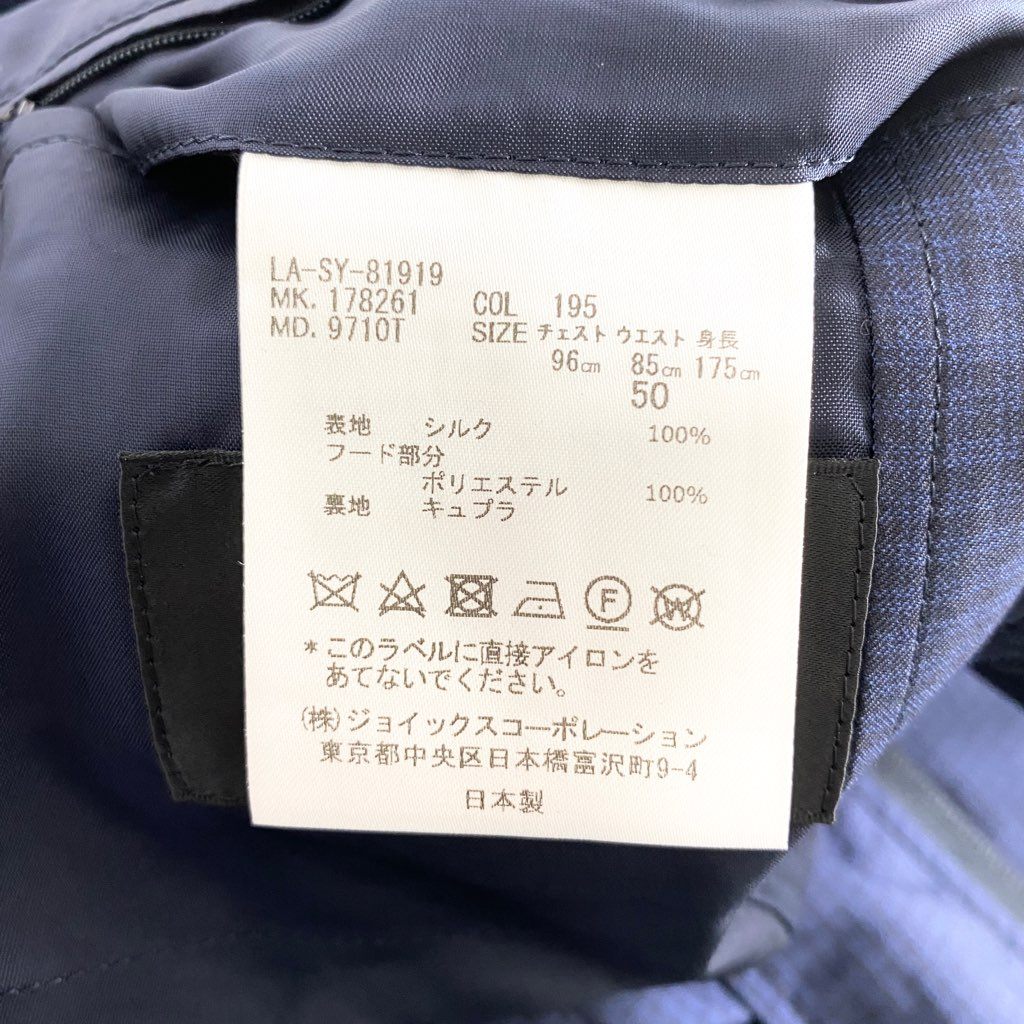 LA-SY-81919
MK. 178261 COL 195
MD. 9710T SIZE チェスト ウエスト 身長
96cm 85cm 175cm
50
表地 シルク 100%
フード部分
ポリエステル 100%
裏地 キュプラ
F W
*このラベルに直接アイロンを
あてないでください。
(株)ジョイックスコーポレーション
東京都中央区日本橋富沢町9-4
日本製